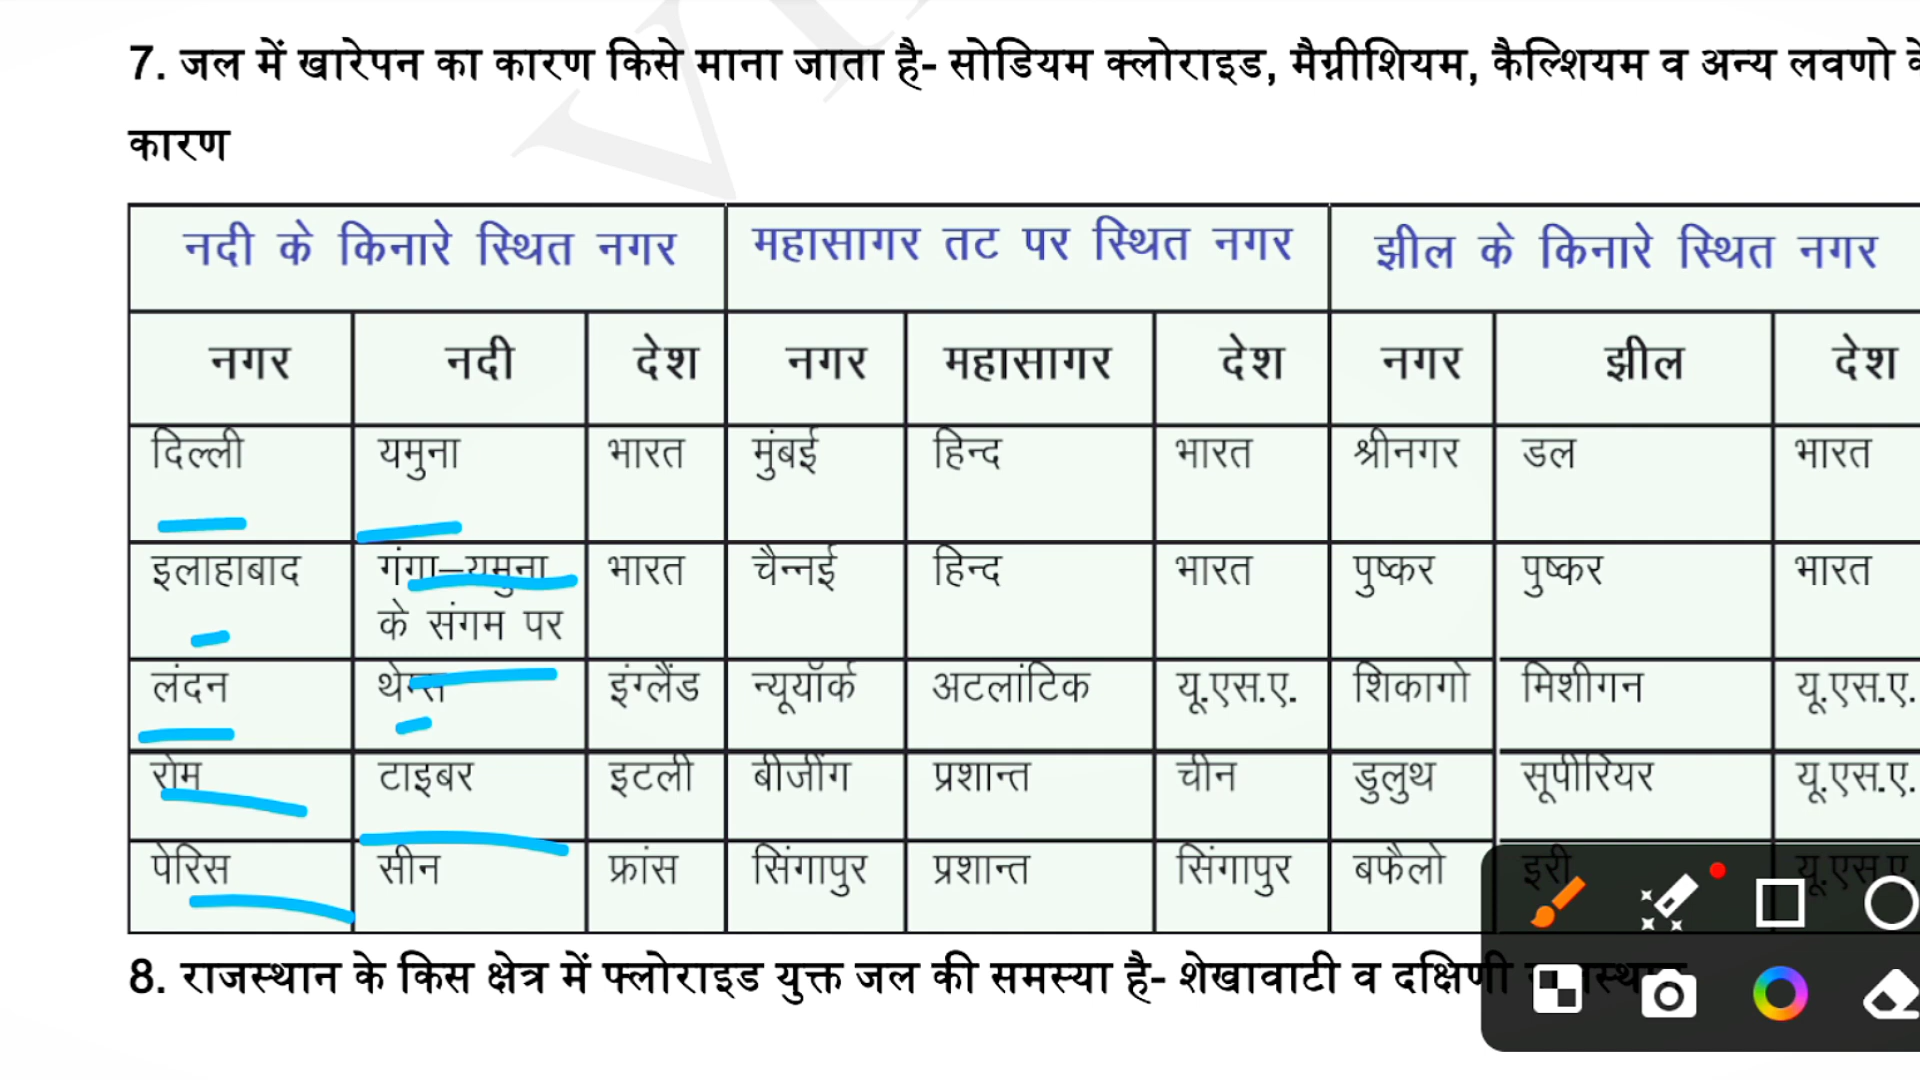 7. जल में खारेपन का कारण किसे माना जाता है- सोडियम क्लोराइड, मैग्नीशियम, कैल्शियम व अन्य लवणो के
कारण
नदी के किनारे स्थित नगर महासागर तट पर स्थित नगर झील के किनारे स्थित नगर
नगर नदी देश नगर महासागर देश नगर झील देश
दिल्ली यमुना भारत मुंबई हिन्द भारत श्रीनगर डल भारत
इलाहाबाद गंगा–यमुना भारत चैन्नई हिन्द भारत पुष्कर पुष्कर भारत
के संगम पर
लंदन थेम्स इंग्लैंड न्यूयॉर्क अटलांटिक यू.एस.ए. शिकागो मिशीगन यू.एस.ए.
रोम टाइबर इटली बीजींग प्रशान्त चीन डुलुथ सूपीरियर यू.एस.ए.
पेरिस सीन फ्रांस सिंगापुर प्रशान्त सिंगापुर बफैलो इरी यू.एस.ए.
8. राजस्थान के किस क्षेत्र में फ्लोराइड युक्त जल की समस्या है- शेखावाटी व दक्षिणी